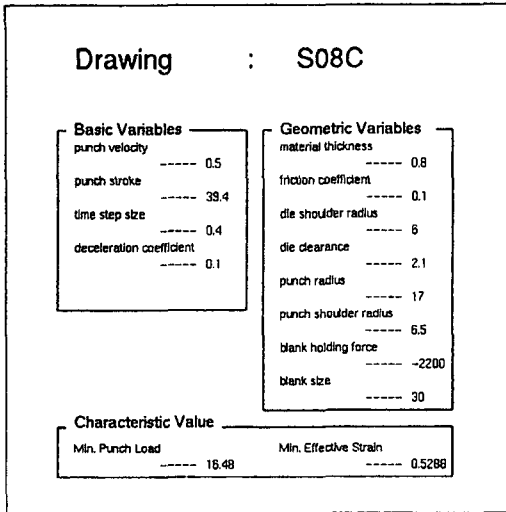 Drawing : S08C
Basic Variables
punch velocity
----- 0.5
punch stroke
----- 39.4
time step size
----- 0.4
deceleration coefficient
----- 0.1
Geometric Variables
material thickness
----- 0.8
friction coefficient
----- 0.1
die shoulder radius
----- 6
die clearance
----- 2.1
punch radius
----- 17
punch shoulder radius
----- 6.5
blank holding force
----- -2200
blank size
----- 30
Characteristic Value
Min. Punch Load Min. Effective Strain
----- 16.48 ----- 0.5288